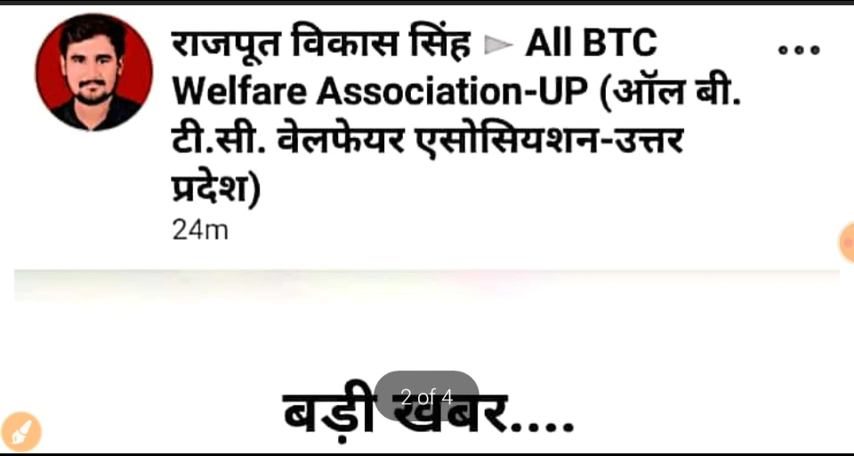 राजपूत विकास सिंह ► All BTC
Welfare Association-UP (ऑल बी.
टी.सी. वेलफेयर एसोसियशन-उत्तर
प्रदेश)
24m
2 of 4
बड़ी खबर....